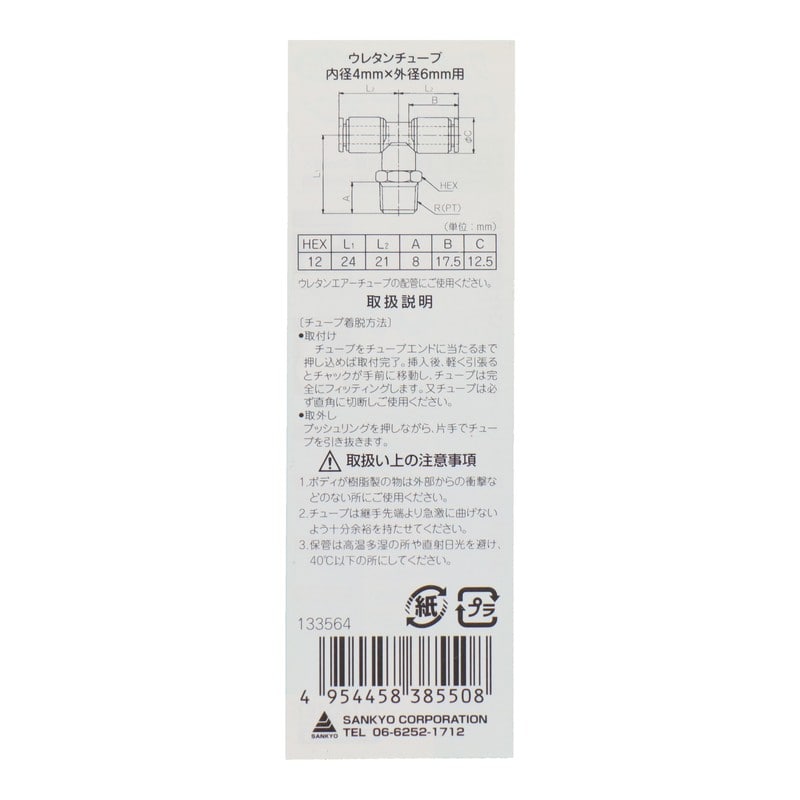 ウレタンチューブ
内径4mm×外径6mm用
L₂ L₂
B
φC
L₁
A
HEX
R(PT)
(単位:mm)
HEX L₁ L₂ A B C
12 24 21 8 17.5 12.5
ウレタンエアーチューブの配管にご使用ください。
取扱説明
〔チューブ着脱方法〕
●取付け
チューブをチューブエンドに当たるまで
押し込めば取付完了。挿入後、軽く引張る
とチャックが手前に移動し、チューブは完
全にフィッティングします。又チューブは必
ず直角に切断しご使用ください。
●取外し
プッシュリングを押しながら、片手でチュー
ブを引き抜きます。
取扱い上の注意事項
1.ボディが樹脂製の物は外部からの衝撃な
どのない所にご使用ください。
2.チューブは継手先端より急激に曲げない
よう十分余裕を持たせてください。
3.保管は高温多湿の所や直射日光を避け、
40℃以下の所にしてください。
紙 プラ
133564
4 954458 385508
SANKYO
SANKYO CORPORATION
TEL 06-6252-1712